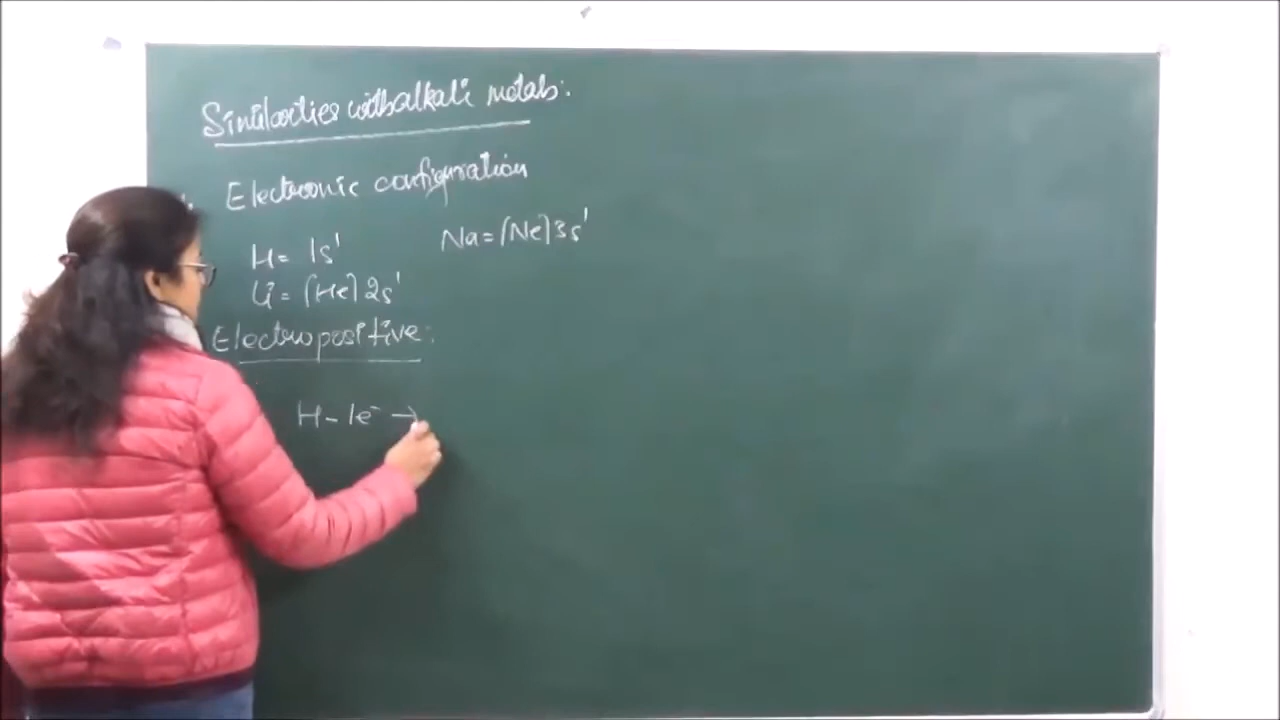 Similarities with alkali metals:
Electronic configuration
H = 1s¹ Na = [Ne] 3s¹
Li = [He] 2s¹
Electropositive:
H - 1e⁻ →